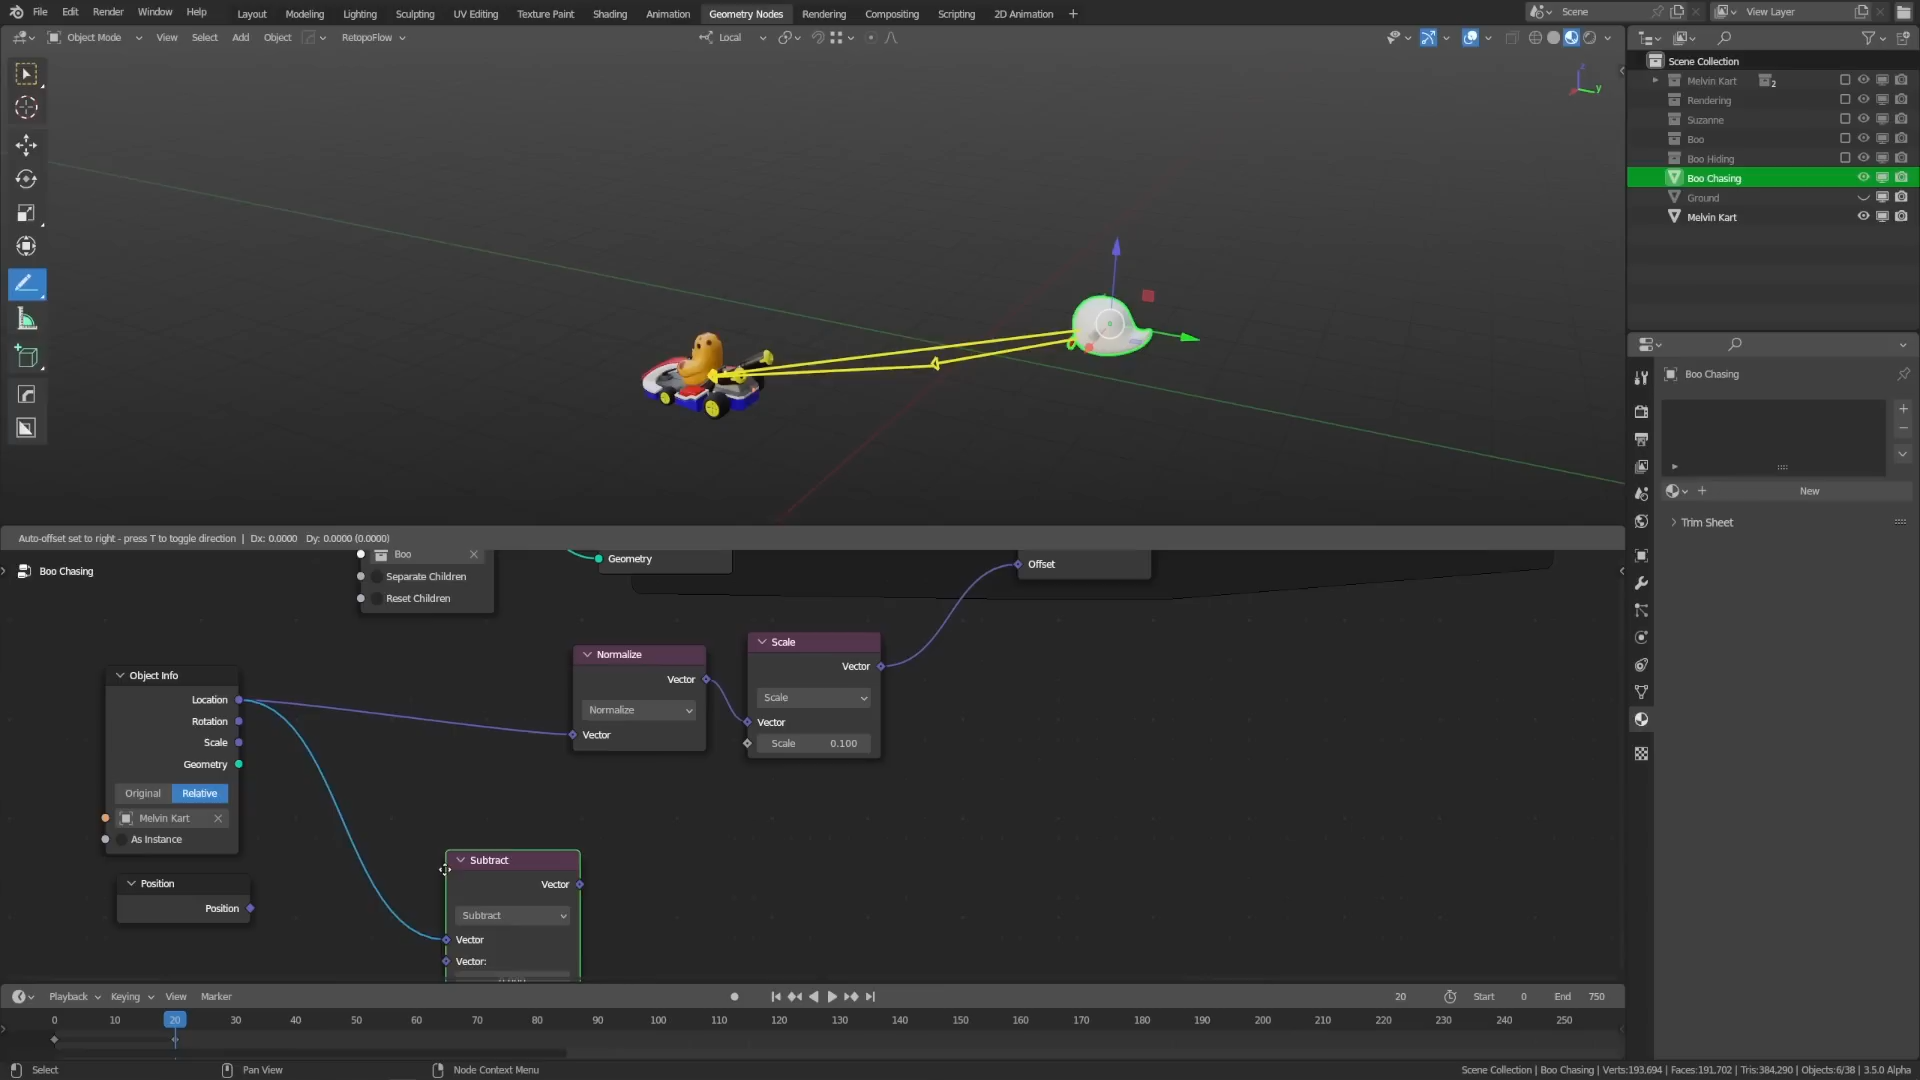 File Edit Render Window Help Layout Modeling Lighting Sculpting UV Editing Texture Paint Shading Animation Geometry Nodes Rendering Compositing Scripting 2D Animation + Scene View Layer
Object Mode View Select Add Object RetopoFlow Local
Scene Collection
Melvin Kart 2
Rendering
Suzanne
Boo
Boo Hiding
Boo Chasing
Ground
Melvin Kart
Z
Y
Boo Chasing
New
Trim Sheet
Auto-offset set to right - press T to toggle direction | Dx: 0.0000 Dy: 0.0000 (0.0000)
Boo Chasing
Boo
Separate Children
Reset Children
Geometry
Offset
Object Info
Location
Rotation
Scale
Geometry
Original Relative
Melvin Kart
As Instance
Position
Position
Normalize
Vector
Normalize
Vector
Scale
Vector
Scale
Vector
Scale 0.100
Subtract
Vector
Subtract
Vector
Vector:
Playback Keying View Marker 20 Start 0 End 750
0 10 20 30 40 50 60 70 80 90 100 110 120 130 140 150 160 170 180 190 200 210 220 230 240 250
Select Pan View Node Context Menu Scene Collection | Boo Chasing | Verts:193,694 | Faces:191,702 | Tris:384,290 | Objects:6/38 | 3.5.0 Alpha